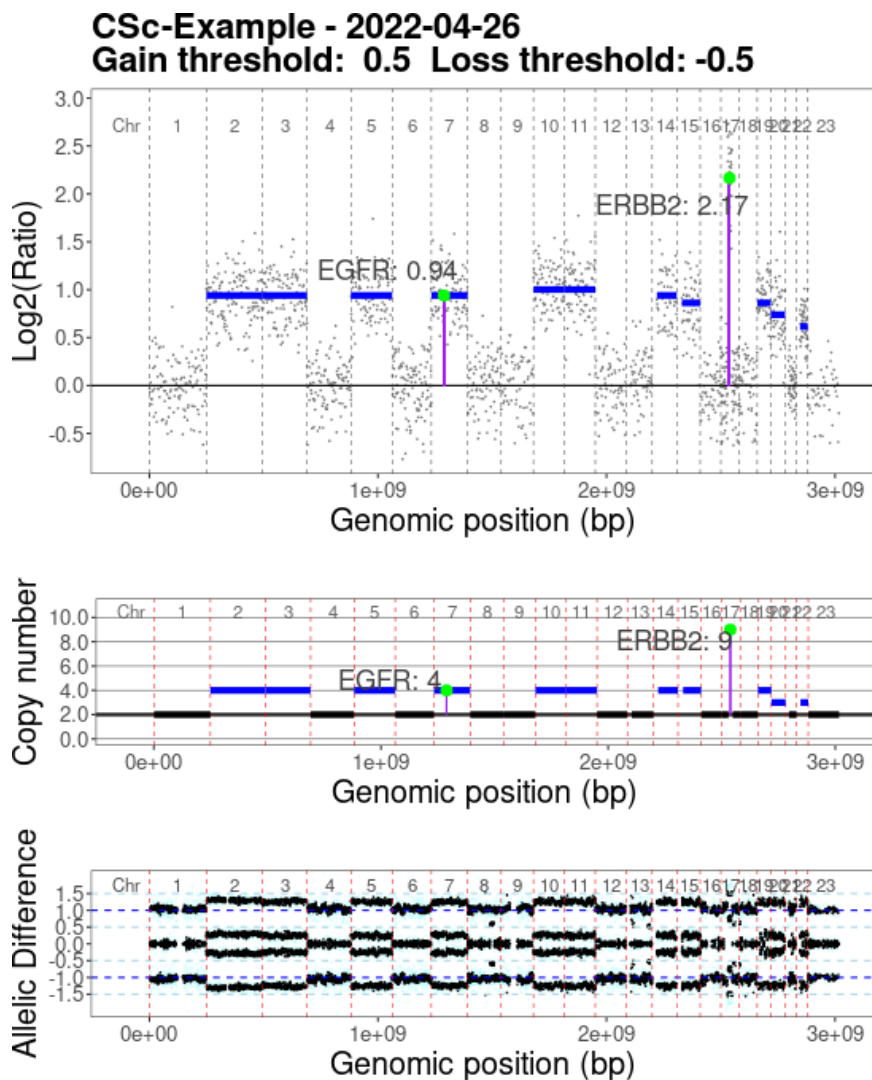 CSc-Example - 2022-04-26
Gain threshold:  0.5  Loss threshold: -0.5
3.0
Chr 1 2 3 4 5 6 7 8 9 10 11 12 13 14 15 16 17 18 19 20 21 22 23
2.5
ERBB2: 2.17
2.0
1.5
EGFR: 0.94
1.0
0.5
0.0
-0.5
Log2(Ratio)
0e+00 1e+09 2e+09 3e+09
Genomic position (bp)
Chr 1 2 3 4 5 6 7 8 9 10 11 12 13 14 15 16 17 18 19 20 21 22 23
10.0
8.0
ERBB2: 9
6.0
EGFR: 4
4.0
2.0
0.0
Copy number
0e+00 1e+09 2e+09 3e+09
Genomic position (bp)
Chr 1 2 3 4 5 6 7 8 9 10 11 12 13 14 15 16 17 18 19 20 21 22 23
1.5
1.0
0.5
0.0
-0.5
-1.0
-1.5
Allelic Difference
0e+00 1e+09 2e+09 3e+09
Genomic position (bp)